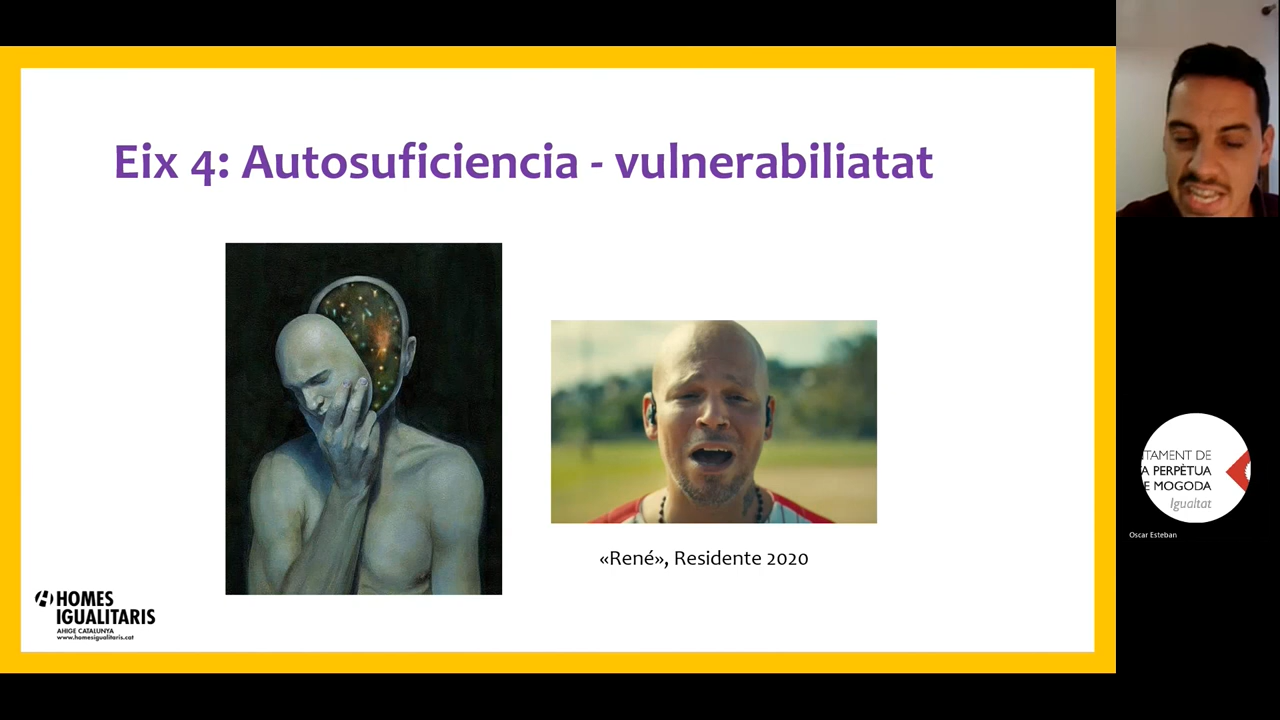 Eix 4: Autosuficiencia - vulnerabiliatat
«René», Residente 2020
HOMES
IGUALITARIS
AHIGE CATALUNYA
www.homesigualitaris.cat
TAMENT DE
A PERPÈTUA
E MOGODA
Igualtat
Oscar Esteban